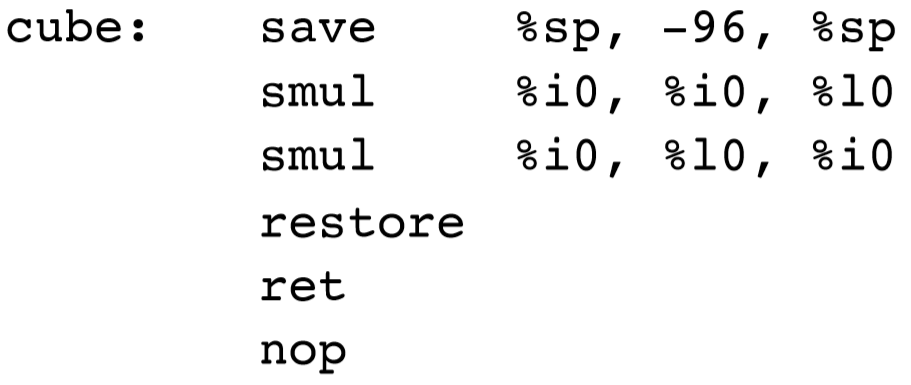 cube: save %sp, -96, %sp
smul %i0, %i0, %l0
smul %i0, %l0, %i0
restore
ret
nop